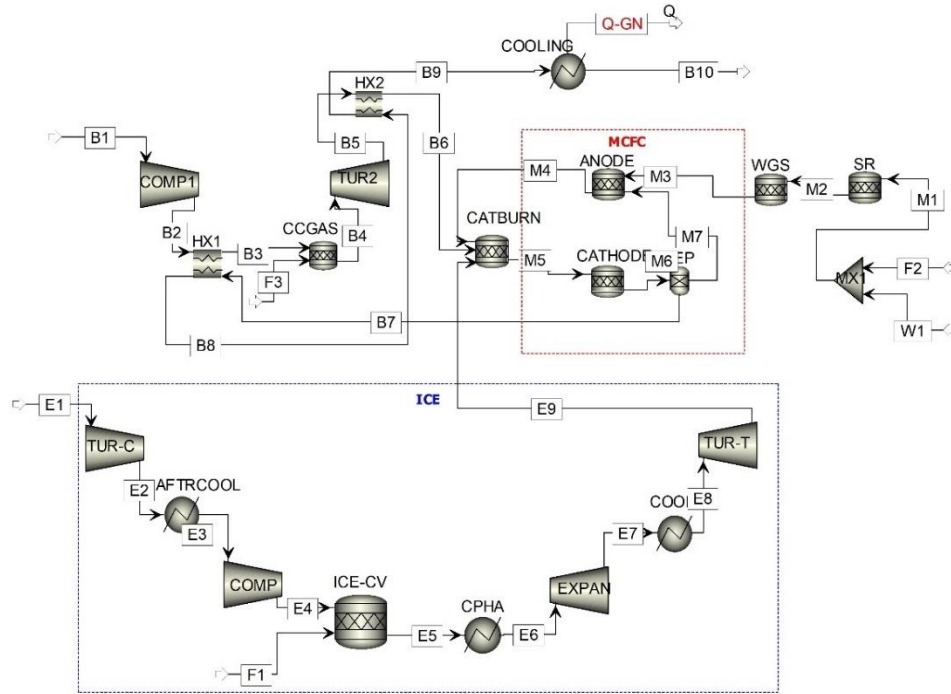 Q-GN
Q
COOLING
B9
B10
HX2
B1
B5
B6
MCFC
COMP1
TUR2
M4
ANODE
M3
WGS
SR
M2
M1
B2
HX1
B3
CCGAS
B4
CATBURN
M7
F3
M5
CATHODE
M6
EP
MX1
F2
B7
W1
B8
ICE
E1
E9
TUR-C
TUR-T
E2
AFTRCOOL
E3
COO
E8
E7
COMP
ICE-CV
EXPAN
E4
CPHA
E5
E6
F1